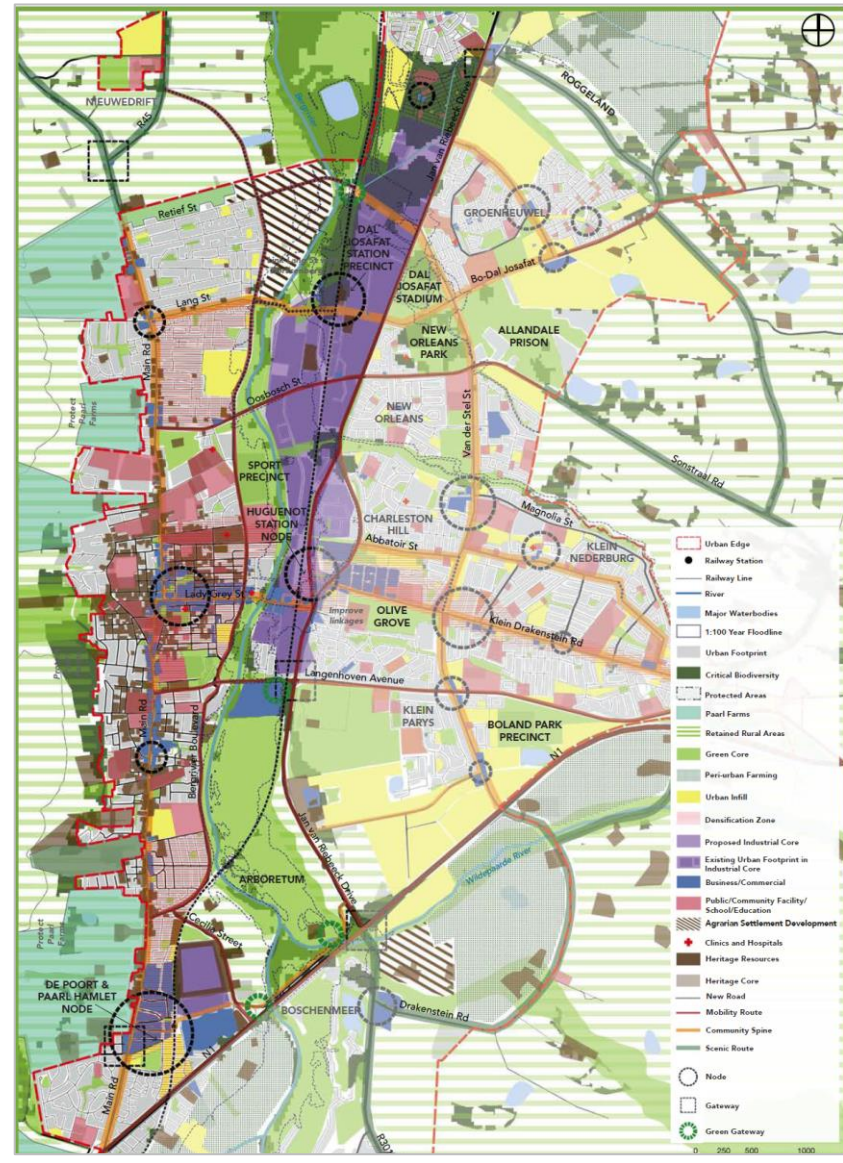 NIEUWEDRIFT
R45
ROGGELAND
Jan van Riebeeck Drive
Retief St
GROENHEUWEL
DAL
JOSAFAT
STATION
PRECINCT
DAL
JOSAFAT
STADIUM
Bo-Dal Josafat
Lang St
Main Rd
NEW
ORLEANS
PARK
ALLANDALE
PRISON
Protect
Paarl
Farms
Oosbosch St
NEW
ORLEANS
Van der Stel St
Sonstraal Rd
SPORT
PRECINCT
HUGUENOT
STATION
NODE
CHARLESTON
HILL
Abbatoir St
Magnolia St
KLEIN
NEDERBURG
Lady Grey St
Improve
linkages
OLIVE
GROVE
Klein Drakenstein Rd
Langenhoven Avenue
KLEIN
PARYS
BOLAND PARK
PRECINCT
Main Rd
Bergrivier Boulevard
N1
Jan van Riebeeck Drive
ARBORETUM
Wildepaarde River
Cecilia Street
Protect
Paarl
Farms
DE POORT &
PAARL HAMLET
NODE
BOSCHENMEER
Drakenstein Rd
N1
Main Rd
R301
Urban Edge
Railway Station
Railway Line
River
Major Waterbodies
1:100 Year Floodline
Urban Footprint
Critical Biodiversity
Protected Areas
Paarl Farms
Retained Rural Areas
Green Core
Peri-urban Farming
Urban Infill
Densification Zone
Proposed Industrial Core
Existing Urban Footprint in
Industrial Core
Business/Commercial
Public/Community Facility/
School/Education
Agrarian Settlement Development
Clinics and Hospitals
Heritage Resources
Heritage Core
New Road
Mobility Route
Community Spine
Scenic Route
Node
Gateway
Green Gateway
0 250 500 1000